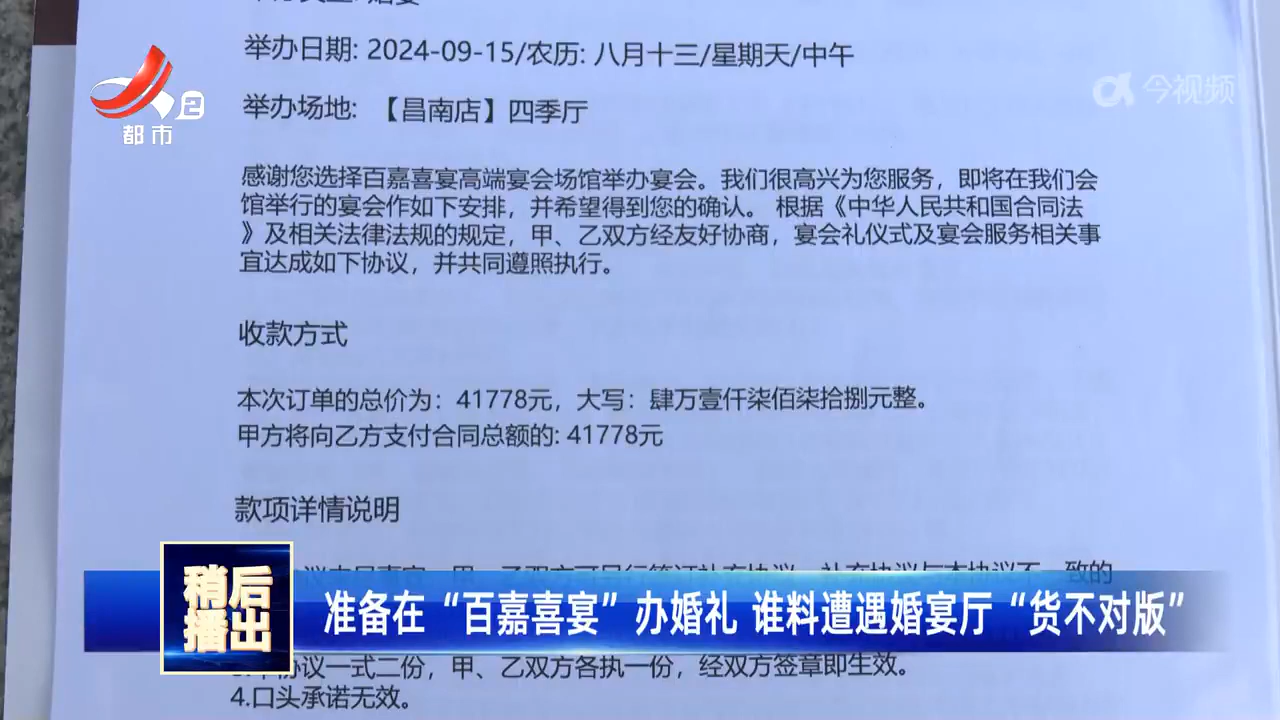 举办日期: 2024-09-15/农历: 八月十三/星期天/中午
2
都市
今视频
举办场地: 【昌南店】四季厅
感谢您选择百嘉喜宴高端宴会场馆举办宴会。我们很高兴为您服务，即将在我们会
馆举行的宴会作如下安排，并希望得到您的确认。 根据《中华人民共和国合同法
》及相关法律法规的规定，甲、乙双方经友好协商，宴会礼仪式及宴会服务相关事
宜达成如下协议，并共同遵照执行。
收款方式
本次订单的总价为：41778元，大写：肆万壹仟柒佰柒拾捌元整。
甲方将向乙方支付合同总额的: 41778元
款项详情说明
稍后
播出
准备在“百嘉喜宴”办婚礼 谁料遭遇婚宴厅“货不对版”
协议一式二份，甲、乙双方各执一份，经双方签章即生效。
4.口头承诺无效。